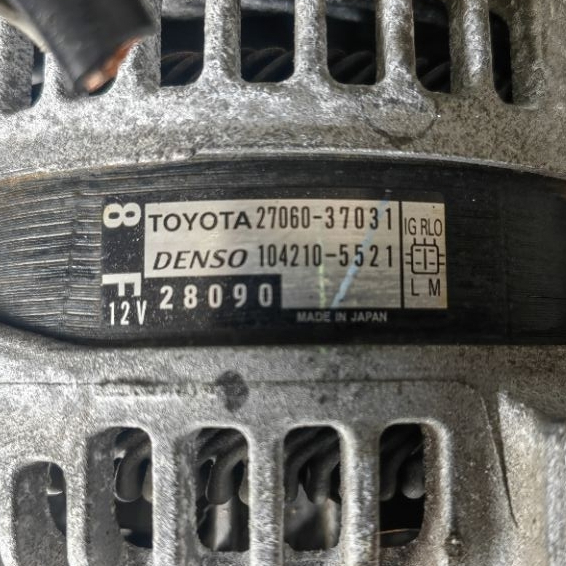 8 TOYOTA 27060-37031 IG RLO
DENSO 104210-5521
F 28090 L M
12V
MADE IN JAPAN